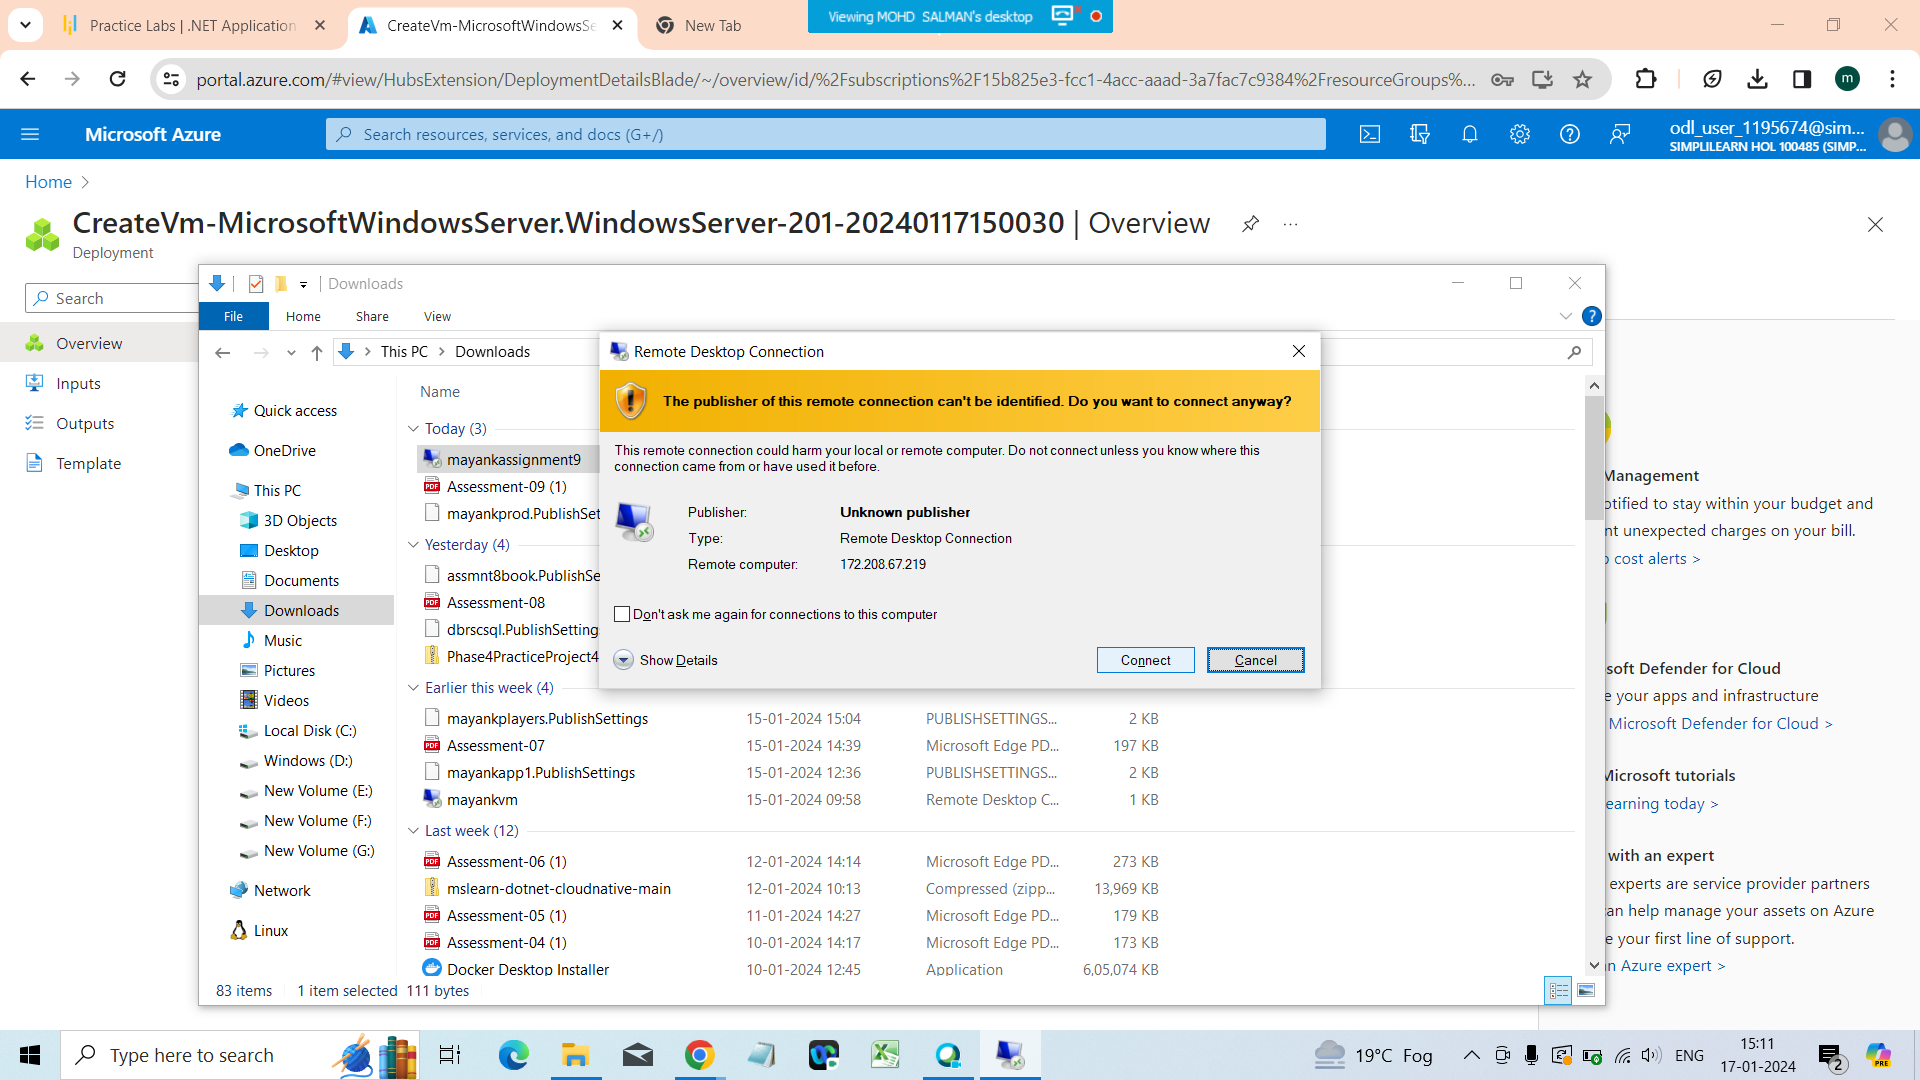 Practice Labs | .NET Application
CreateVm-MicrosoftWindowsSe
New Tab
Viewing MOHD SALMAN's desktop
portal.azure.com/#view/HubsExtension/DeploymentDetailsBlade/~/overview/id/%2Fsubscriptions%2F15b825e3-fcc1-4acc-aaad-3a7fac7c9384%2FresourceGroups%...
m
Microsoft Azure
Search resources, services, and docs (G+/)
odl_user_1195674@sim...
SIMPLILEARN HOL 100485 (SIMP...
Home
CreateVm-MicrosoftWindowsServer.WindowsServer-201-20240117150030 | Overview
Deployment
Search
Overview
Inputs
Outputs
Template
Downloads
File
Home
Share
View
This PC
Downloads
Quick access
OneDrive
This PC
3D Objects
Desktop
Documents
Downloads
Music
Pictures
Videos
Local Disk (C:)
Windows (D:)
New Volume (E:)
New Volume (F:)
New Volume (G:)
Network
Linux
Name
Today (3)
mayankassignment9
Assessment-09 (1)
mayankprod.PublishSet
Yesterday (4)
assmnt8book.PublishSe
Assessment-08
dbrscsql.PublishSetting
Phase4PracticeProject4
Earlier this week (4)
mayankplayers.PublishSettings 15-01-2024 15:04 PUBLISHSETTINGS... 2 KB
Assessment-07 15-01-2024 14:39 Microsoft Edge PD... 197 KB
mayankapp1.PublishSettings 15-01-2024 12:36 PUBLISHSETTINGS... 2 KB
mayankvm 15-01-2024 09:58 Remote Desktop C... 1 KB
Last week (12)
Assessment-06 (1) 12-01-2024 14:14 Microsoft Edge PD... 273 KB
mslearn-dotnet-cloudnative-main 12-01-2024 10:13 Compressed (zipp... 13,969 KB
Assessment-05 (1) 11-01-2024 14:27 Microsoft Edge PD... 179 KB
Assessment-04 (1) 10-01-2024 14:17 Microsoft Edge PD... 173 KB
Docker Desktop Installer 10-01-2024 12:45 Application 6,05,074 KB
83 items 1 item selected 111 bytes
Remote Desktop Connection
The publisher of this remote connection can't be identified. Do you want to connect anyway?
This remote connection could harm your local or remote computer. Do not connect unless you know where this
connection came from or have used it before.
Publisher: Unknown publisher
Type: Remote Desktop Connection
Remote computer: 172.208.67.219
Don't ask me again for connections to this computer
Show Details
Connect
Cancel
Management
otified to stay within your budget and
nt unexpected charges on your bill.
cost alerts >
soft Defender for Cloud
e your apps and infrastructure
Microsoft Defender for Cloud >
Microsoft tutorials
earning today >
with an expert
experts are service provider partners
an help manage your assets on Azure
e your first line of support.
n Azure expert >
Type here to search
19°C Fog
ENG
15:11
17-01-2024
2
PRE